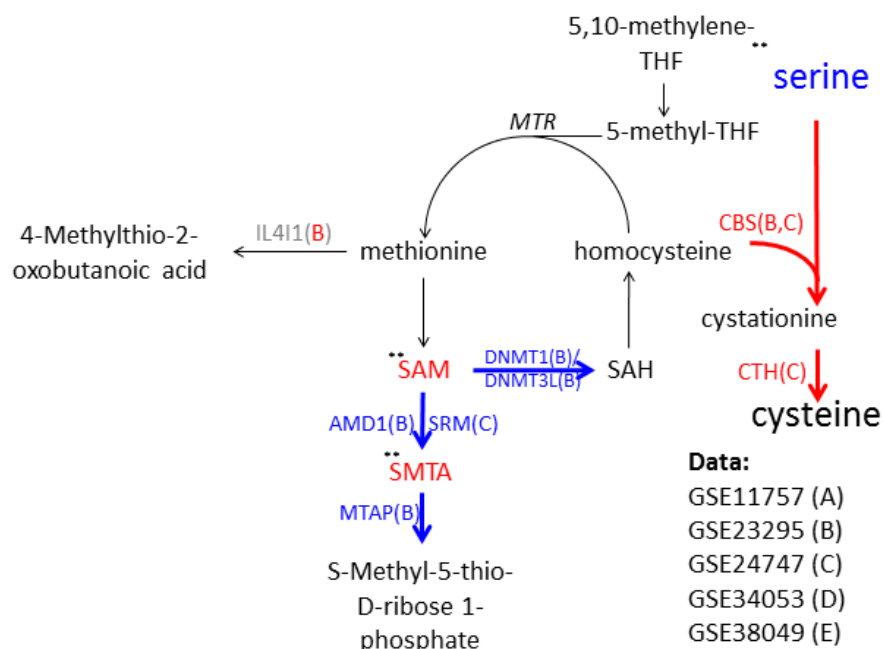 5,10-methylene-
THF
**
serine
MTR
5-methyl-THF
4-Methylthio-2-
oxobutanoic acid
IL4I1(B)
methionine
homocysteine
CBS(B,C)
cystationine
**
SAM
DNMT1(B)/
DNMT3L(B)
SAH
CTH(C)
cysteine
AMD1(B)
SRM(C)
**
SMTA
MTAP(B)
S-Methyl-5-thio-
D-ribose 1-
phosphate
Data:
GSE11757 (A)
GSE23295 (B)
GSE24747 (C)
GSE34053 (D)
GSE38049 (E)